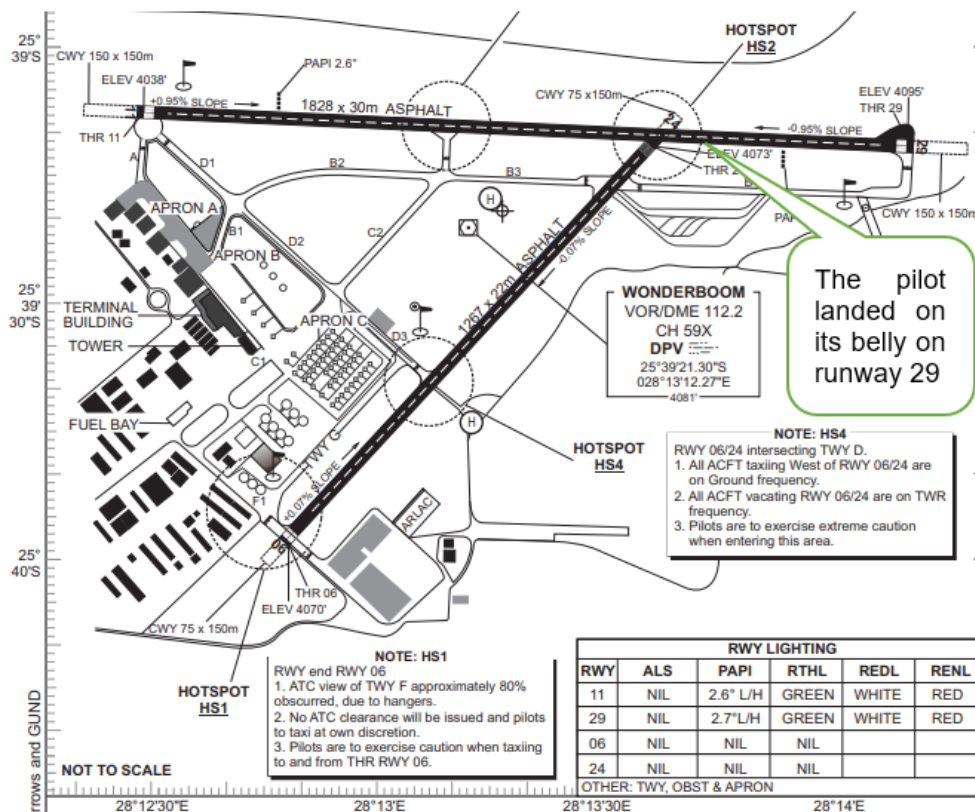 25°
39'S
CWY 150 x 150m
ELEV 4038'
PAPI 2.6°
HOTSPOT
HS2
+0.95% SLOPE
1828 x 30m ASPHALT
CWY 75 x150m
24
ELEV 4095'
THR 29
-0.95% SLOPE
THR 11
29
A
D1
B2
B3
ELEV 4073'
THR 2
H
CWY 150 x 150m
APRON A
B1
D2
C2
APRON B
1267 x 22m ASPHALT
-0.07% SLOPE
The pilot
landed on
its belly on
runway 29
25°
39'
30"S
TERMINAL
BUILDING
TOWER
APRON C
D3
C1
WONDERBOOM
VOR/DME 112.2
CH 59X
DPV
25°39'21.30"S
028°13'12.27"E
4081'
FUEL BAY
TWY G
H
HOTSPOT
HS4
NOTE: HS4
RWY 06/24 intersecting TWY D.
1. All ACFT taxiing West of RWY 06/24 are
on Ground frequency.
2. All ACFT vacating RWY 06/24 are on TWR
frequency.
3. Pilots are to exercise extreme caution
when entering this area.
+0.07% SLOPE
F1
ARLAC
06
25°
40'S
THR 06
ELEV 4070'
CWY 75 x 150m
HOTSPOT
HS1
NOTE: HS1
RWY end RWY 06
1. ATC view of TWY F approximately 80%
obscurred, due to hangers.
2. No ATC clearance will be issued and pilots
to taxi at own discretion.
3. Pilots are to exercise caution when taxiing
to and from THR RWY 06.
RWY LIGHTING
RWY ALS PAPI RTHL REDL RENL
11 NIL 2.6° L/H GREEN WHITE RED
29 NIL 2.7°L/H GREEN WHITE RED
06 NIL NIL NIL
24 NIL NIL NIL
OTHER: TWY, OBST & APRON
rrows and GUND
NOT TO SCALE
28°12'30"E 28°13'E 28°13'30"E 28°14'E